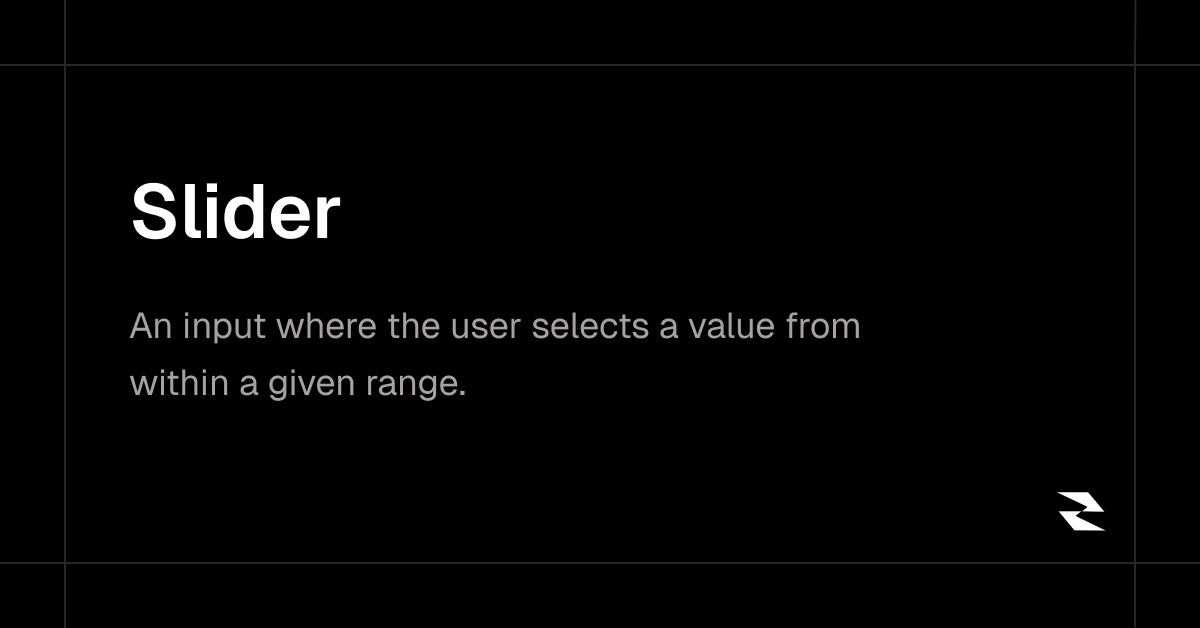 Slider
An input where the user selects a value from
within a given range.